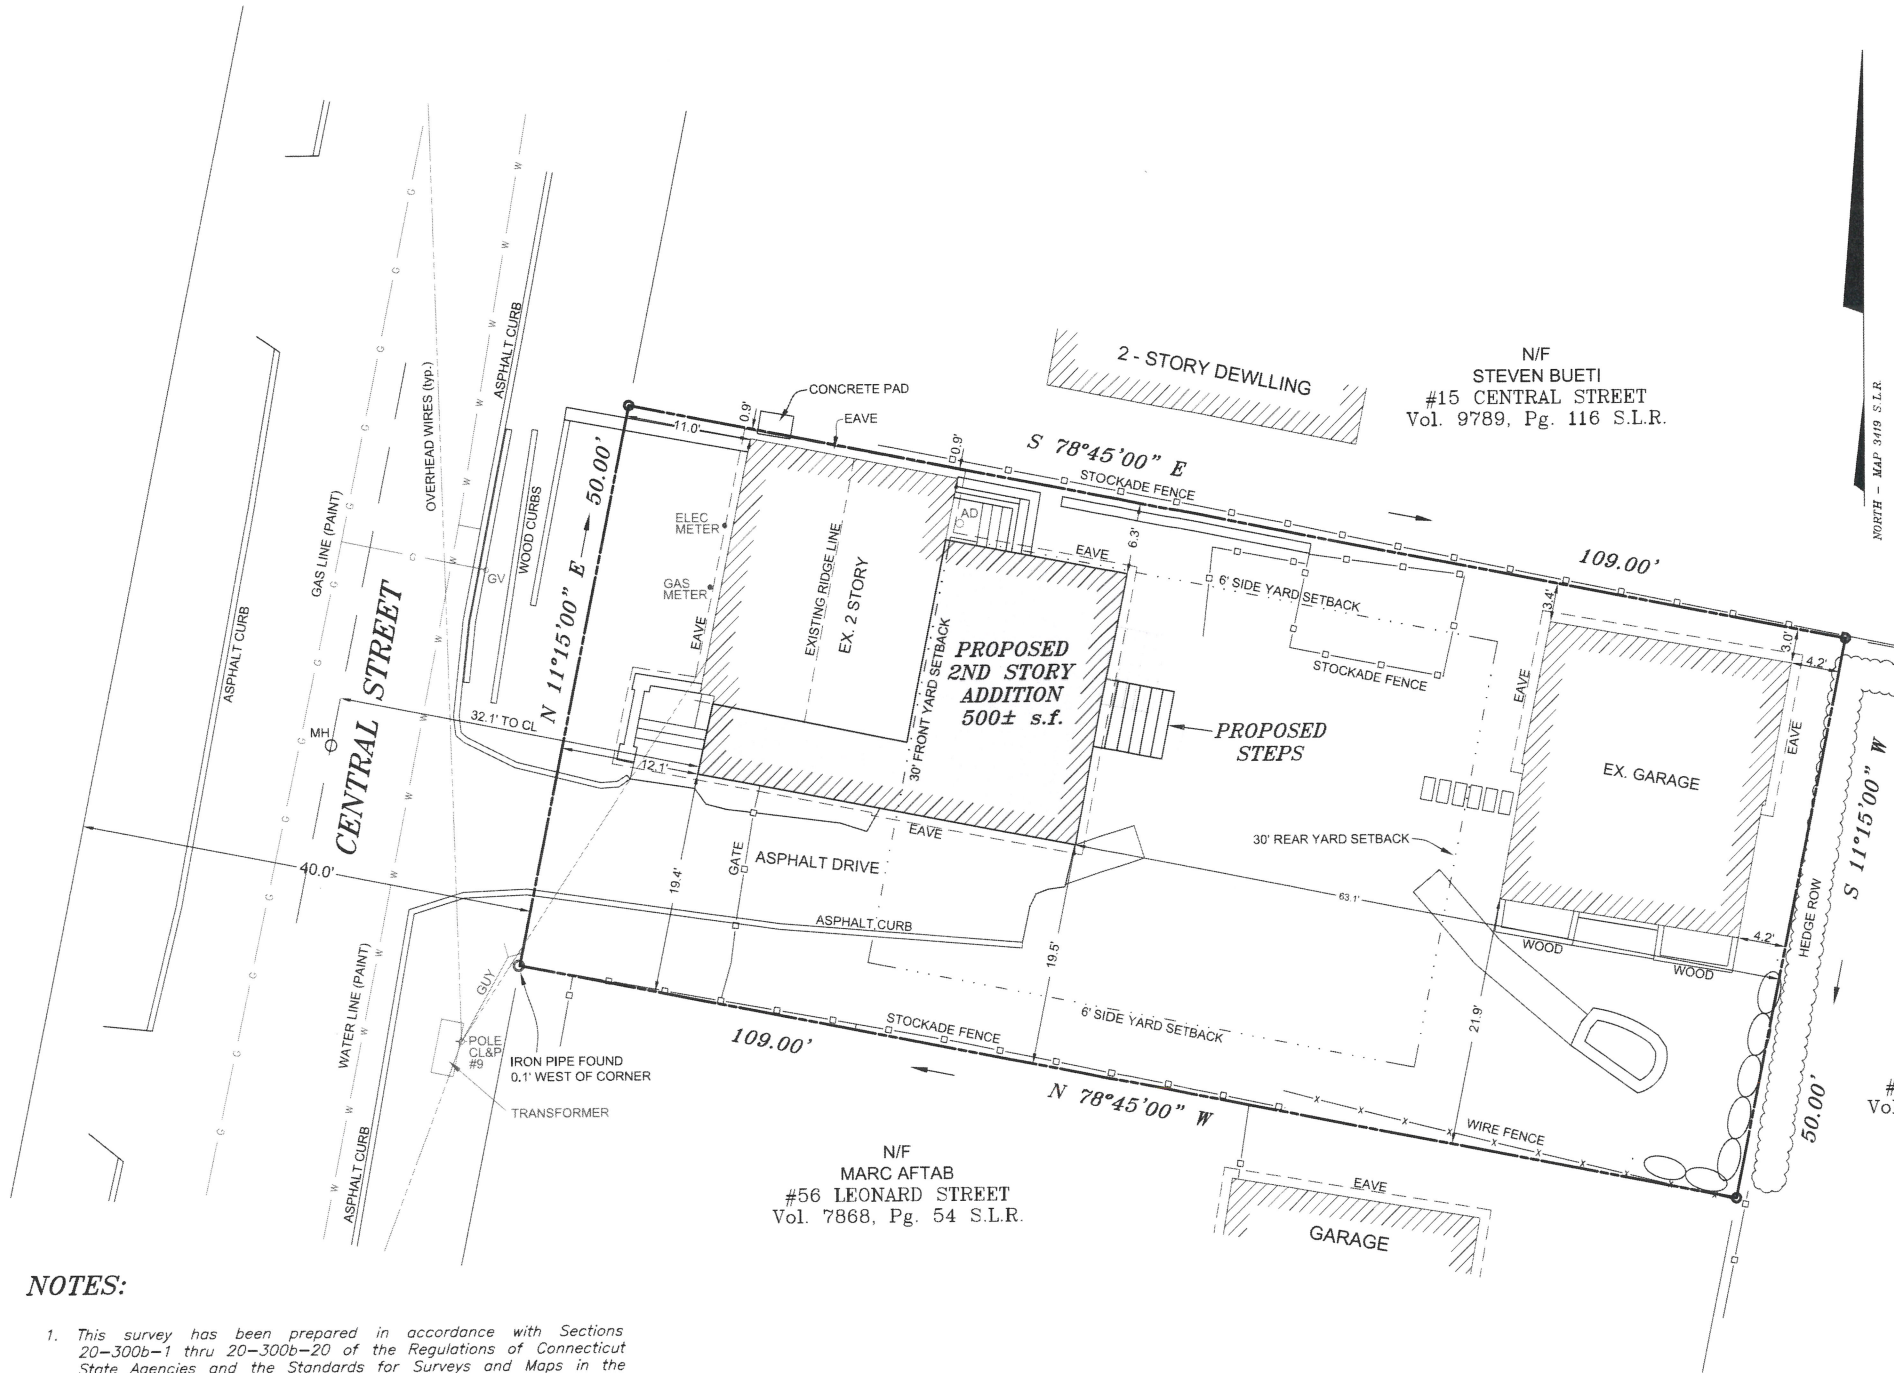 2 - STORY DEWLLING
N/F
STEVEN BUETI
#15 CENTRAL STREET
Vol. 9789, Pg. 116 S.L.R.
NORTH - MAP 3419 S.L.R.
CONCRETE PAD
EAVE
0.9'
11.0'
0.9'
S 78°45'00" E
STOCKADE FENCE
109.00'
ASPHALT CURB
OVERHEAD WIRES (typ.)
GAS LINE (PAINT)
WOOD CURBS
GV
N 11°15'00" E
50.00'
ELEC
METER
GAS
METER
EAVE
EXISTING RIDGE LINE
EX. 2 STORY
AD
EAVE
6.3'
6' SIDE YARD SETBACK
STOCKADE FENCE
3.4'
3.0'
4.2'
30' FRONT YARD SETBACK
PROPOSED
2ND STORY
ADDITION
500± s.f.
PROPOSED
STEPS
EAVE
EAVE
EX. GARAGE
ASPHALT CURB
CENTRAL STREET
MH
32.1' TO CL
12.1'
40.0'
EAVE
GATE
ASPHALT DRIVE
19.4'
ASPHALT CURB
30' REAR YARD SETBACK
63.1'
S 11°15'00" W
HEDGE ROW
4.2'
WOOD
WOOD
19.5'
21.9'
GUY
WATER LINE (PAINT)
POLE
CL&P
#9
IRON PIPE FOUND
0.1' WEST OF CORNER
TRANSFORMER
ASPHALT CURB
109.00'
STOCKADE FENCE
6' SIDE YARD SETBACK
N 78°45'00" W
WIRE FENCE
50.00'
#
Vo
N/F
MARC AFTAB
#56 LEONARD STREET
Vol. 7868, Pg. 54 S.L.R.
EAVE
GARAGE
NOTES:
1. This survey has been prepared in accordance with Sections
20-300b-1 thru 20-300b-20 of the Regulations of Connecticut
State Agencies and the Standards for Surveys and Maps in the